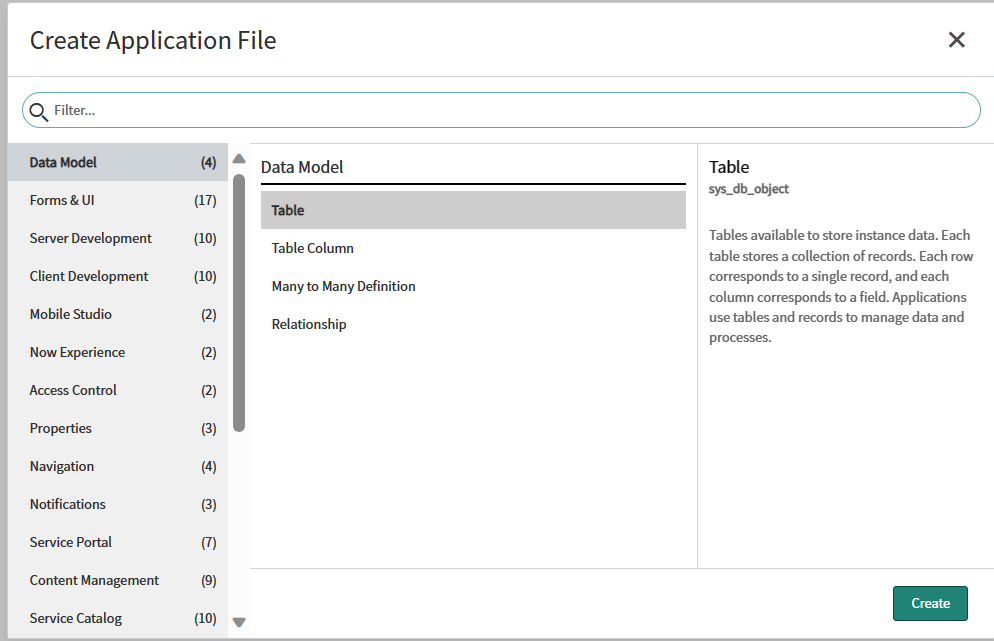 Create Application File
Filter...
Data Model (4)
Forms & UI (17)
Server Development (10)
Client Development (10)
Mobile Studio (2)
Now Experience (2)
Access Control (2)
Properties (3)
Navigation (4)
Notifications (3)
Service Portal (7)
Content Management (9)
Service Catalog (10)
Data Model
Table
Table Column
Many to Many Definition
Relationship
Table
sys_db_object
Tables available to store instance data. Each
table stores a collection of records. Each row
corresponds to a single record, and each
column corresponds to a field. Applications
use tables and records to manage data and
processes.
Create